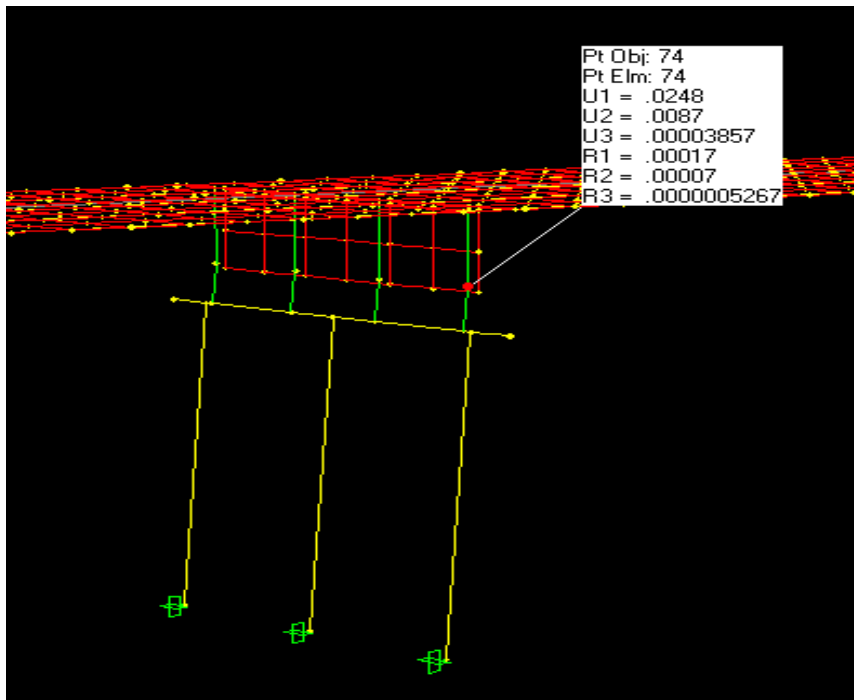 Pt Obj: 74
Pt Elm: 74
U1 = .0248
U2 = .0087
U3 = .00003857
R1 = .00017
R2 = .00007
R3 = .0000005267